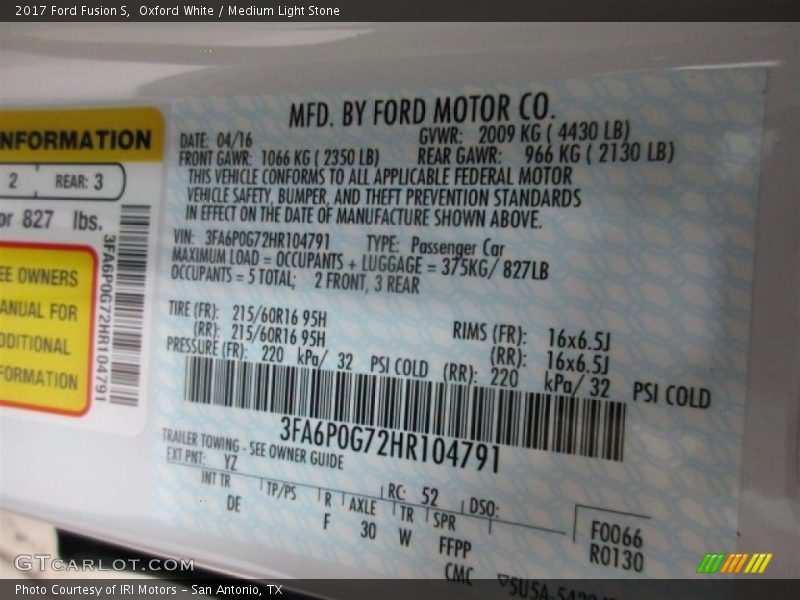 2017 Ford Fusion S,  Oxford White / Medium Light Stone
NFORMATION
2 REAR: 3
or 827 lbs.
EE OWNERS
ANUAL FOR
DDITIONAL
FORMATION
3FA6P0G72HR104791
MFD. BY FORD MOTOR CO.
DATE: 04/16 GVWR: 2009 KG ( 4430 LB)
FRONT GAWR: 1066 KG ( 2350 LB) REAR GAWR: 966 KG ( 2130 LB)
THIS VEHICLE CONFORMS TO ALL APPLICABLE FEDERAL MOTOR
VEHICLE SAFETY, BUMPER, AND THEFT PREVENTION STANDARDS
IN EFFECT ON THE DATE OF MANUFACTURE SHOWN ABOVE.
VIN: 3FA6P0G72HR104791 TYPE: Passenger Car
MAXIMUM LOAD = OCCUPANTS + LUGGAGE = 375KG/ 827LB
OCCUPANTS = 5 TOTAL; 2 FRONT, 3 REAR
TIRE (FR): 215/60R16 95H RIMS (FR): 16x6.5J
(RR): 215/60R16 95H (RR): 16x6.5J
PRESSURE (FR): 220 kPa/ 32 PSI COLD (RR): 220 kPa/ 32 PSI COLD
3FA6P0G72HR104791
TRAILER TOWING - SEE OWNER GUIDE
EXT PNT: YZ RC: 52 DSO:
INT TR TP/PS R AXLE TR SPR
DE F 30 W FFPP
CMC
F0066
R0130
GTCARLOT.COM
Photo Courtesy of IRI Motors - San Antonio, TX